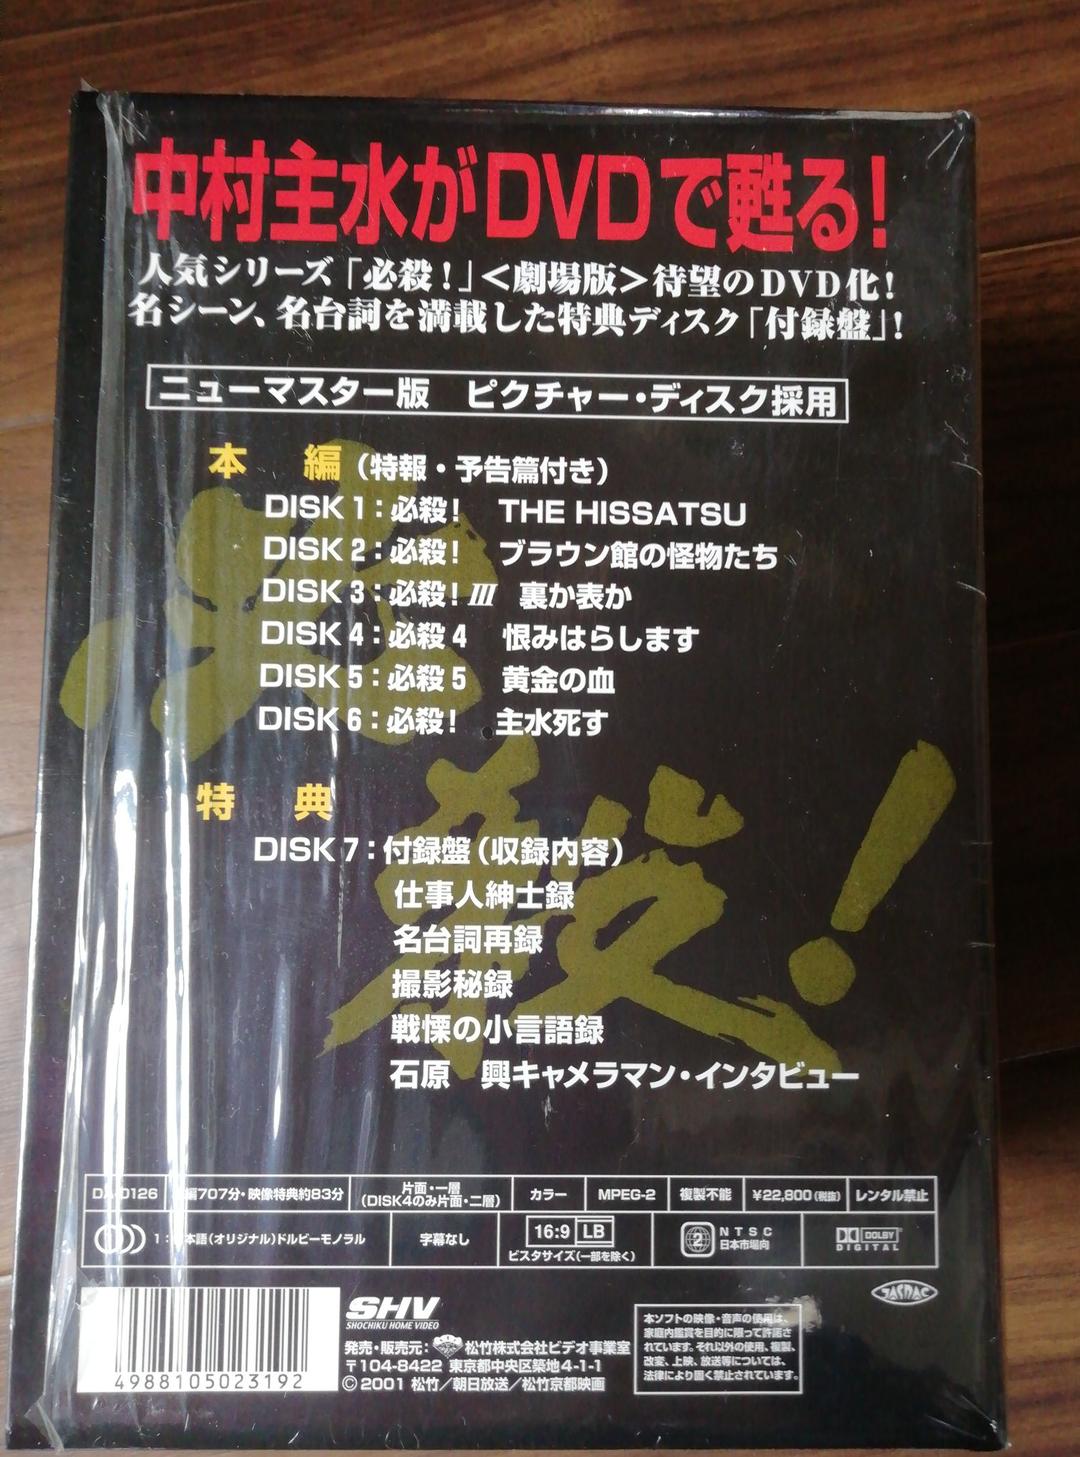 中村主水がDVDで甦る！
人気シリーズ「必殺！」＜劇場版＞待望のDVD化！
名シーン、名台詞を満載した特典ディスク「付録盤」！
ニューマスター版　ピクチャー・ディスク採用
本　編（特報・予告篇付き）
DISK 1：必殺！　THE HISSATSU
DISK 2：必殺！　ブラウン館の怪物たち
DISK 3：必殺！III　裏か表か
DISK 4：必殺4　恨みはらします
DISK 5：必殺5　黄金の血
DISK 6：必殺！　主水死す
必殺！
特　典
DISK 7：付録盤（収録内容）
仕事人紳士録
名台詞再録
撮影秘録
戦慄の小言語録
石原　興キャメラマン・インタビュー
DA-0126　編707分・映像特典約83分　片面・一層（DISK4のみ片面・二層）　カラー　MPEG-2　複製不能　¥22,800（税抜）　レンタル禁止
1：日本語（オリジナル）ドルビーモノラル　字幕なし　16:9 LB ビスタサイズ（一部を除く）　2 NTSC 日本市場向　DOLBY DIGITAL
SHV
SHOCHIKU HOME VIDEO
JASRAC
発売・販売元：松竹株式会社ビデオ事業室
〒104-8422 東京都中央区築地4-1-1
© 2001 松竹／朝日放送／松竹京都映画
4988105023192
本ソフトの映像・音声の使用は、
家庭内鑑賞を目的に限って許諾さ
れています。それ以外の使用、複製、
改変、上映、放送等については、
法律により固く禁止されています。